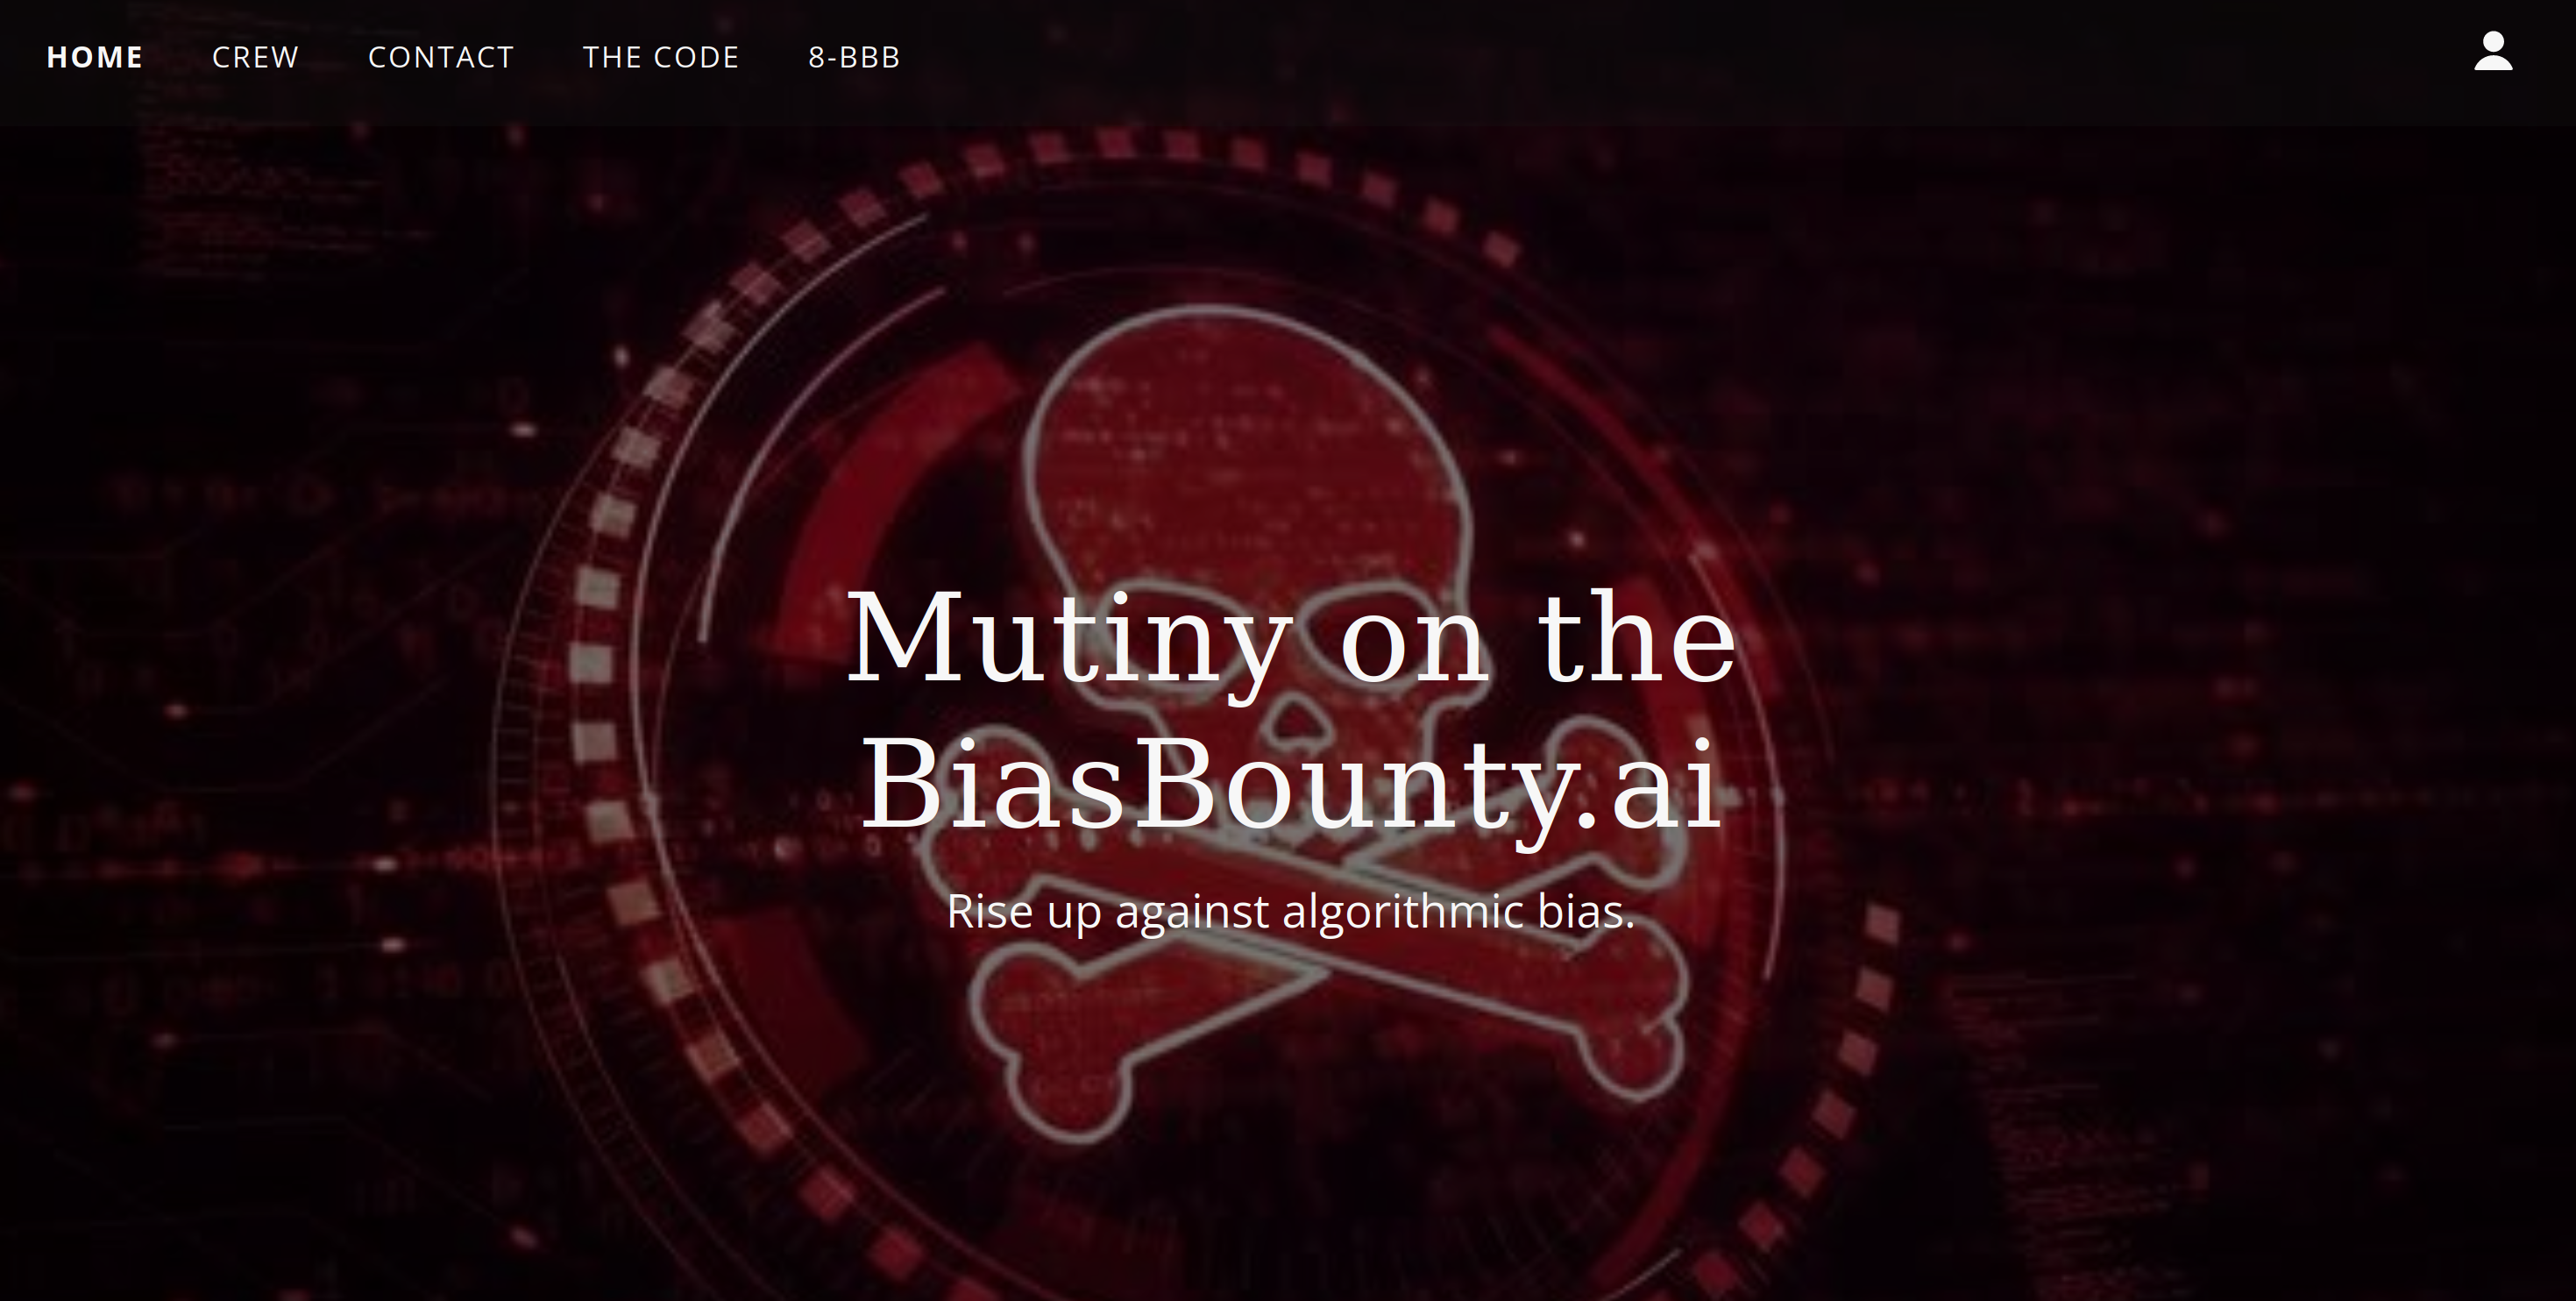 HOME CREW CONTACT THE CODE 8-BBB
Mutiny on the
BiasBounty.ai
Rise up against algorithmic bias.